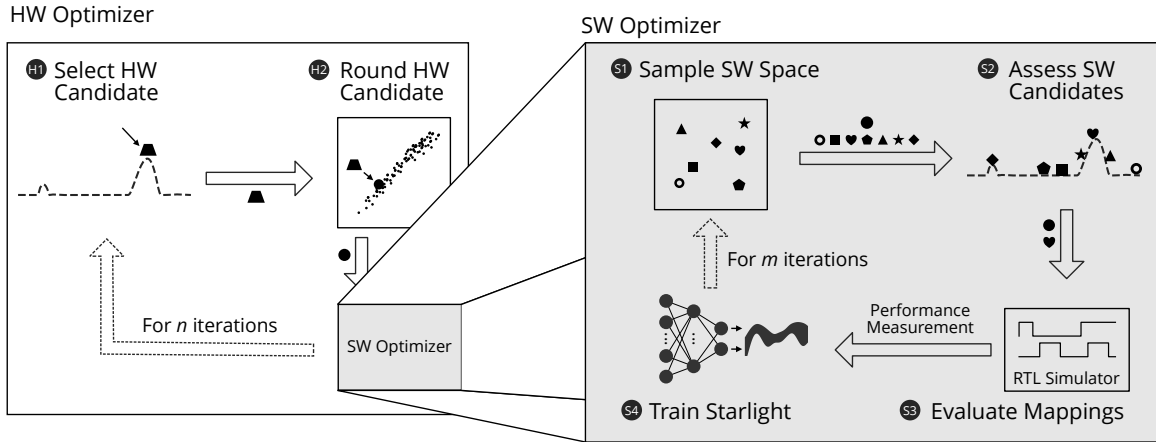 HW Optimizer
H1 Select HW
Candidate
H2 Round HW
Candidate
For n iterations
SW Optimizer
SW Optimizer
S1 Sample SW Space
S2 Assess SW
Candidates
For m iterations
Performance
Measurement
RTL Simulator
S4 Train Starlight
S3 Evaluate Mappings